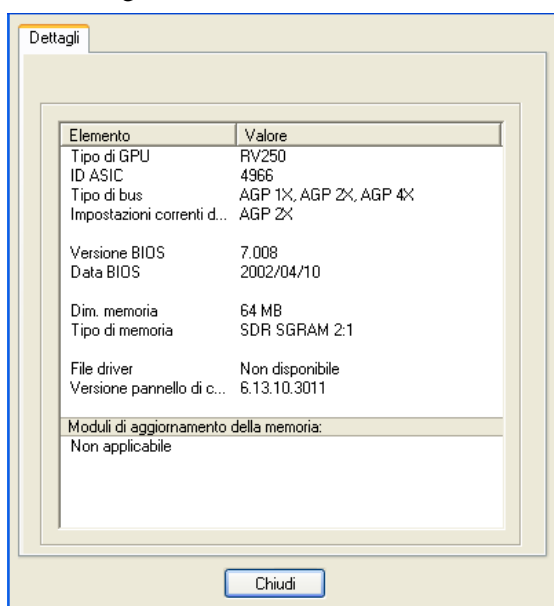 Dettagli
Elemento Valore
Tipo di GPU RV250
ID ASIC 4966
Tipo di bus AGP 1X, AGP 2X, AGP 4X
Impostazioni correnti d... AGP 2X
Versione BIOS 7.008
Data BIOS 2002/04/10
Dim. memoria 64 MB
Tipo di memoria SDR SGRAM 2:1
File driver Non disponibile
Versione pannello di c... 6.13.10.3011
Moduli di aggiornamento della memoria:
Non applicabile
Chiudi